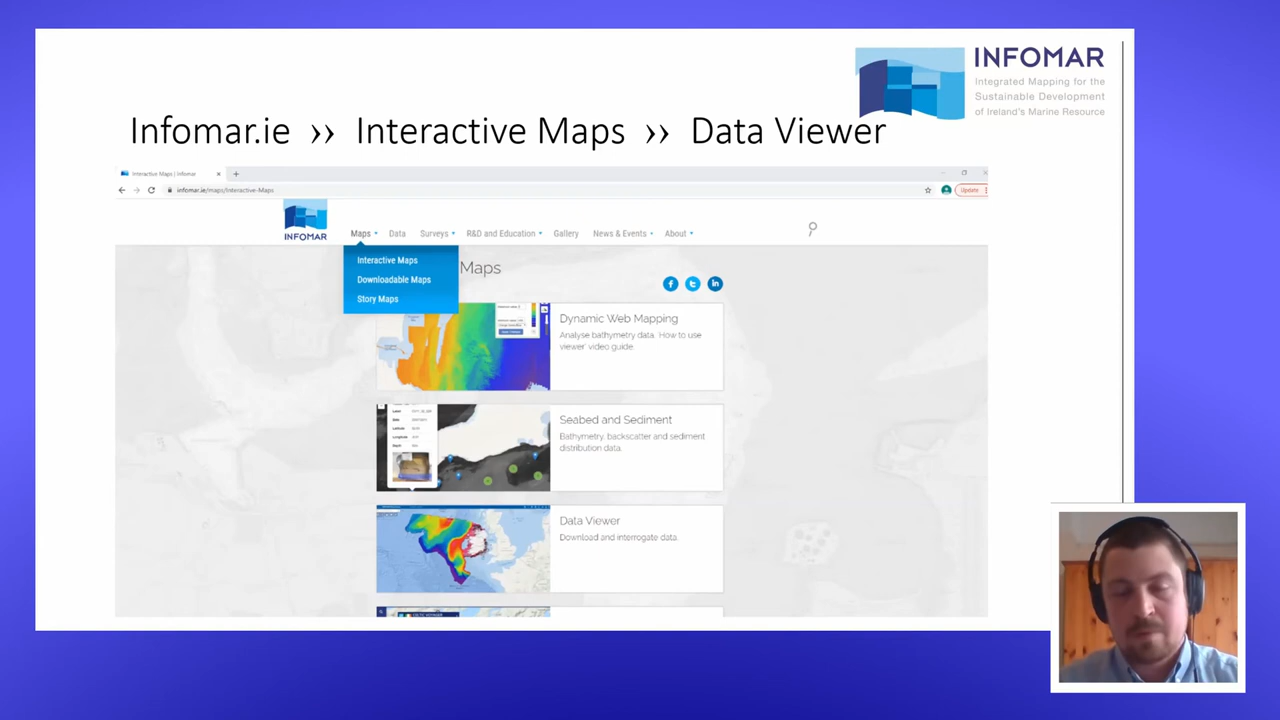 INFOMAR
Integrated Mapping for the
Sustainable Development
of Ireland's Marine Resource
Infomar.ie ›› Interactive Maps ›› Data Viewer
Interactive Maps | Infomar
infomar.ie/maps/Interactive-Maps
Update
INFOMAR
Maps Data Surveys R&D and Education Gallery News & Events About
Interactive Maps
Downloadable Maps
Story Maps
Maps
Dynamic Web Mapping
Analyse bathymetry data. 'How to use
viewer' video guide.
Seabed and Sediment
Bathymetry, backscatter and sediment
distribution data.
Data Viewer
Download and interrogate data.